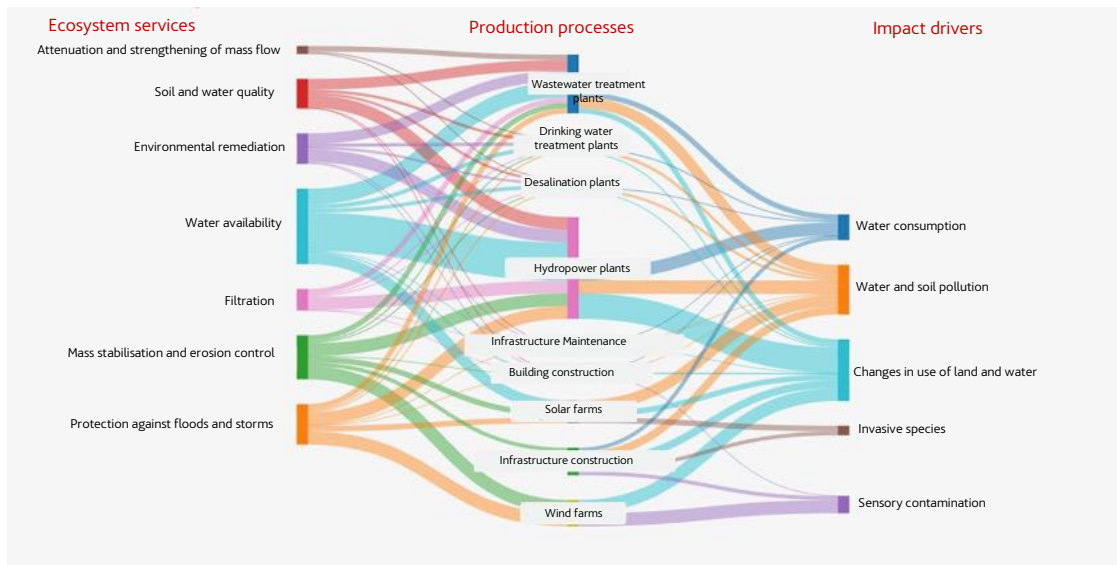 Ecosystem services
Production processes
Impact drivers
Attenuation and strengthening of mass flow
Soil and water quality
Environmental remediation
Water availability
Filtration
Mass stabilisation and erosion control
Protection against floods and storms
Wastewater treatment
plants
Drinking water
treatment plants
Desalination plants
Hydropower plants
Infrastructure Maintenance
Building construction
Solar farms
Infrastructure construction
Wind farms
Water consumption
Water and soil pollution
Changes in use of land and water
Invasive species
Sensory contamination